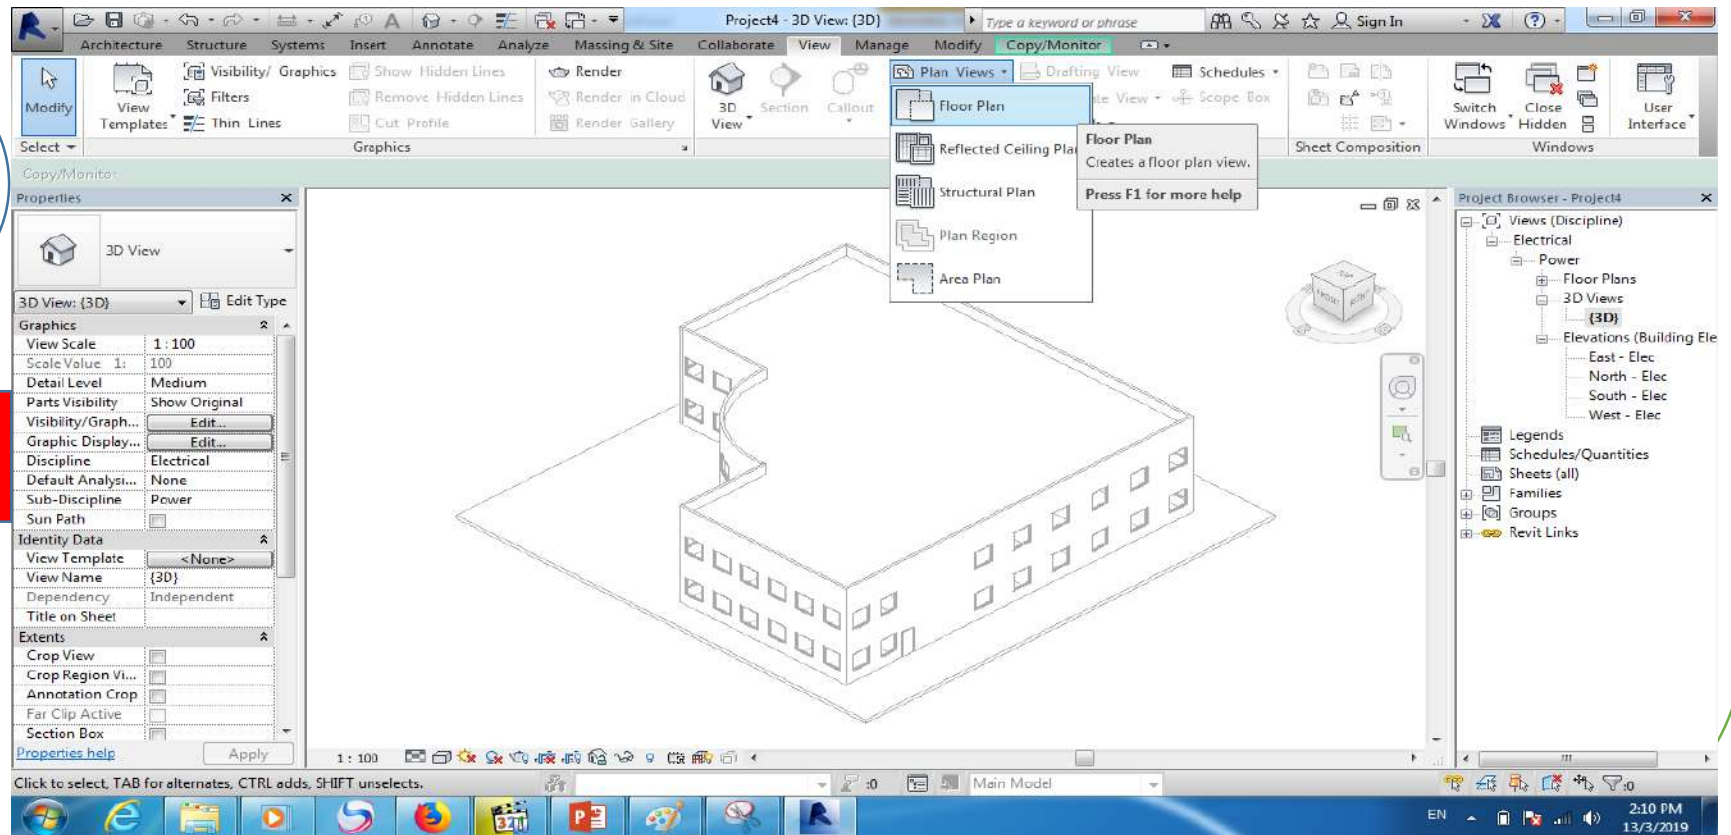 Project4 - 3D View: {3D}
Type a keyword or phrase
Sign In
Architecture Structure Systems Insert Annotate Analyze Massing & Site Collaborate View Manage Modify Copy/Monitor
Modify
View Templates
Visibility/ Graphics
Filters
Thin Lines
Show Hidden Lines
Remove Hidden Lines
Cut Profile
Render
Render in Cloud
Render Gallery
3D View
Section
Callout
Plan Views
Drafting View
Schedules
Scope Box
Switch Windows
Close Hidden
User Interface
Select
Graphics
Sheet Composition
Windows
Floor Plan
Reflected Ceiling Pla
Structural Plan
Plan Region
Area Plan
Floor Plan
Creates a floor plan view.
Press F1 for more help
Copy/Monitor
Properties
3D View
3D View: {3D}
Edit Type
Graphics
View Scale 1 : 100
Scale Value 1: 100
Detail Level Medium
Parts Visibility Show Original
Visibility/Graph... Edit...
Graphic Display... Edit...
Discipline Electrical
Default Analysi... None
Sub-Discipline Power
Sun Path
Identity Data
View Template <None>
View Name {3D}
Dependency Independent
Title on Sheet
Extents
Crop View
Crop Region Vi...
Annotation Crop
Far Clip Active
Section Box
Properties help
Apply
Project Browser - Project4
Views (Discipline)
Electrical
Power
Floor Plans
3D Views
{3D}
Elevations (Building Ele
East - Elec
North - Elec
South - Elec
West - Elec
Legends
Schedules/Quantities
Sheets (all)
Families
Groups
Revit Links
1 : 100
Click to select, TAB for alternates, CTRL adds, SHIFT unselects.
:0
Main Model
:0
EN
2:10 PM
13/3/2019